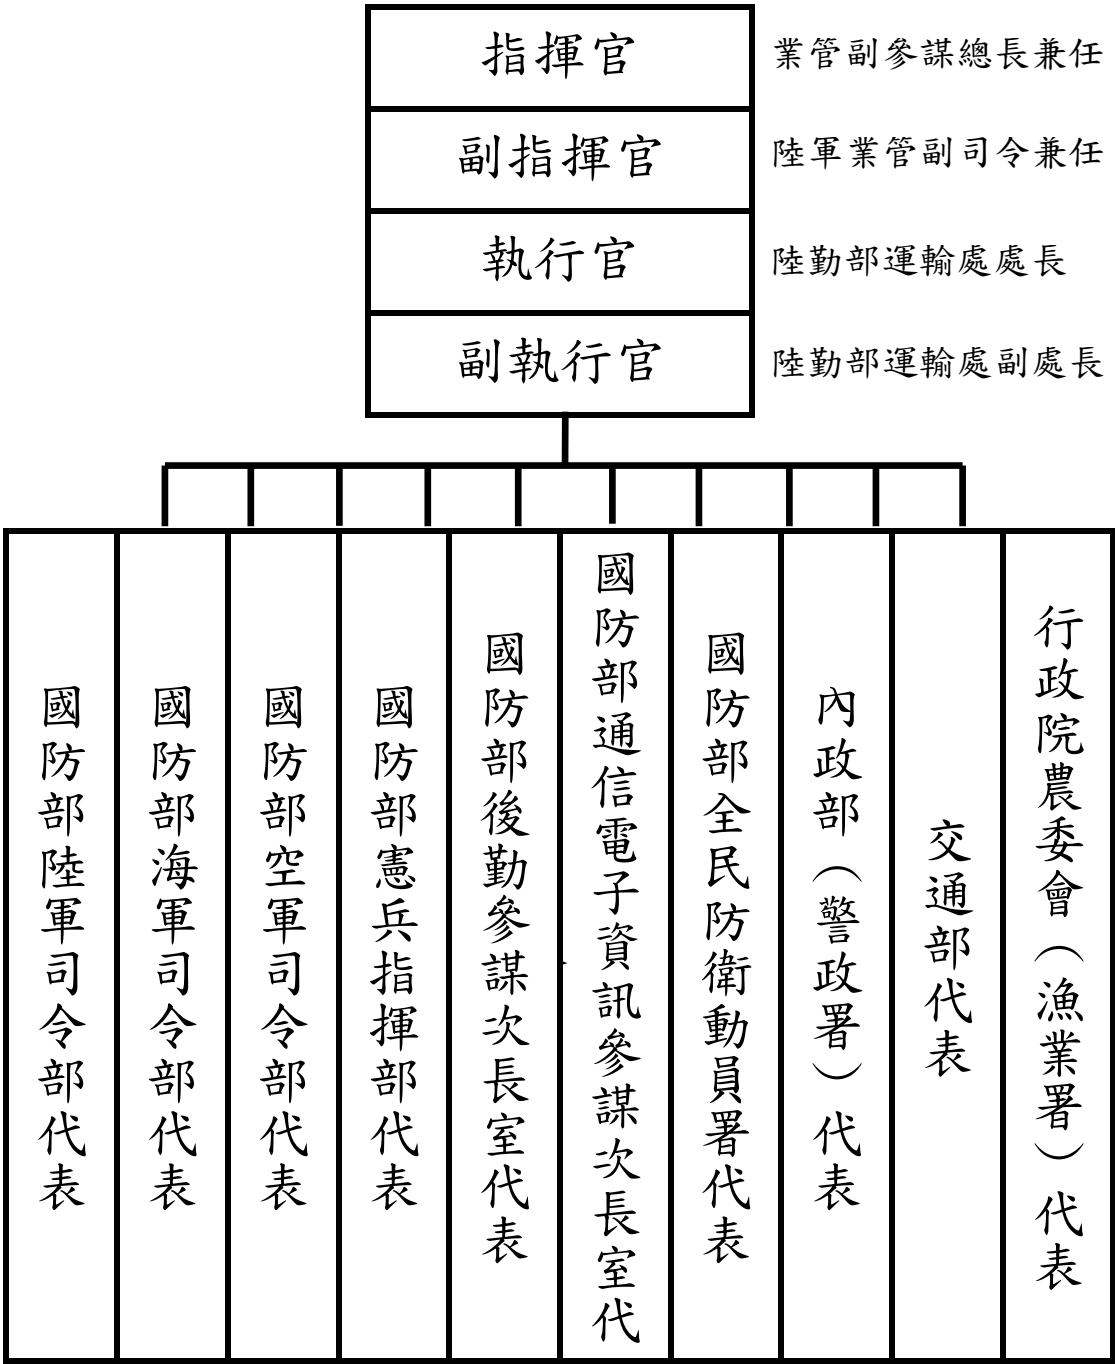 指揮官
業管副參謀總長兼任
副指揮官
陸軍業管副司令兼任
執行官
陸勤部運輸處處長
副執行官
陸勤部運輸處副處長
國防部陸軍司令部代表
國防部海軍司令部代表
國防部空軍司令部代表
國防部憲兵指揮部代表
國防部後勤參謀次長室代表
國防部通信電子資訊參謀次長室代
國防部全民防衛動員署代表
內政部（警政署）代表
交通部代表
行政院農委會（漁業署）代表